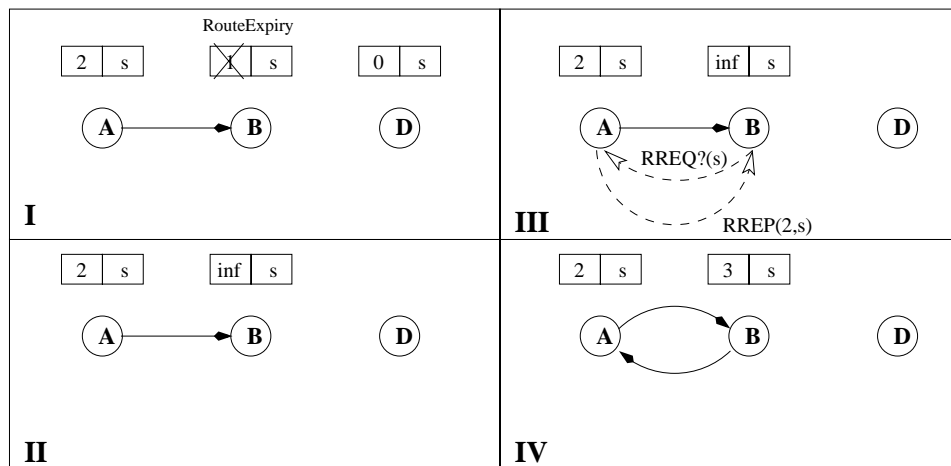 RouteExpiry
2 s 1 s 0 s
A B D
I
2 s inf s
A B D
RREQ?(s)
RREP(2,s)
III
2 s inf s
A B D
II
2 s 3 s
A B D
IV